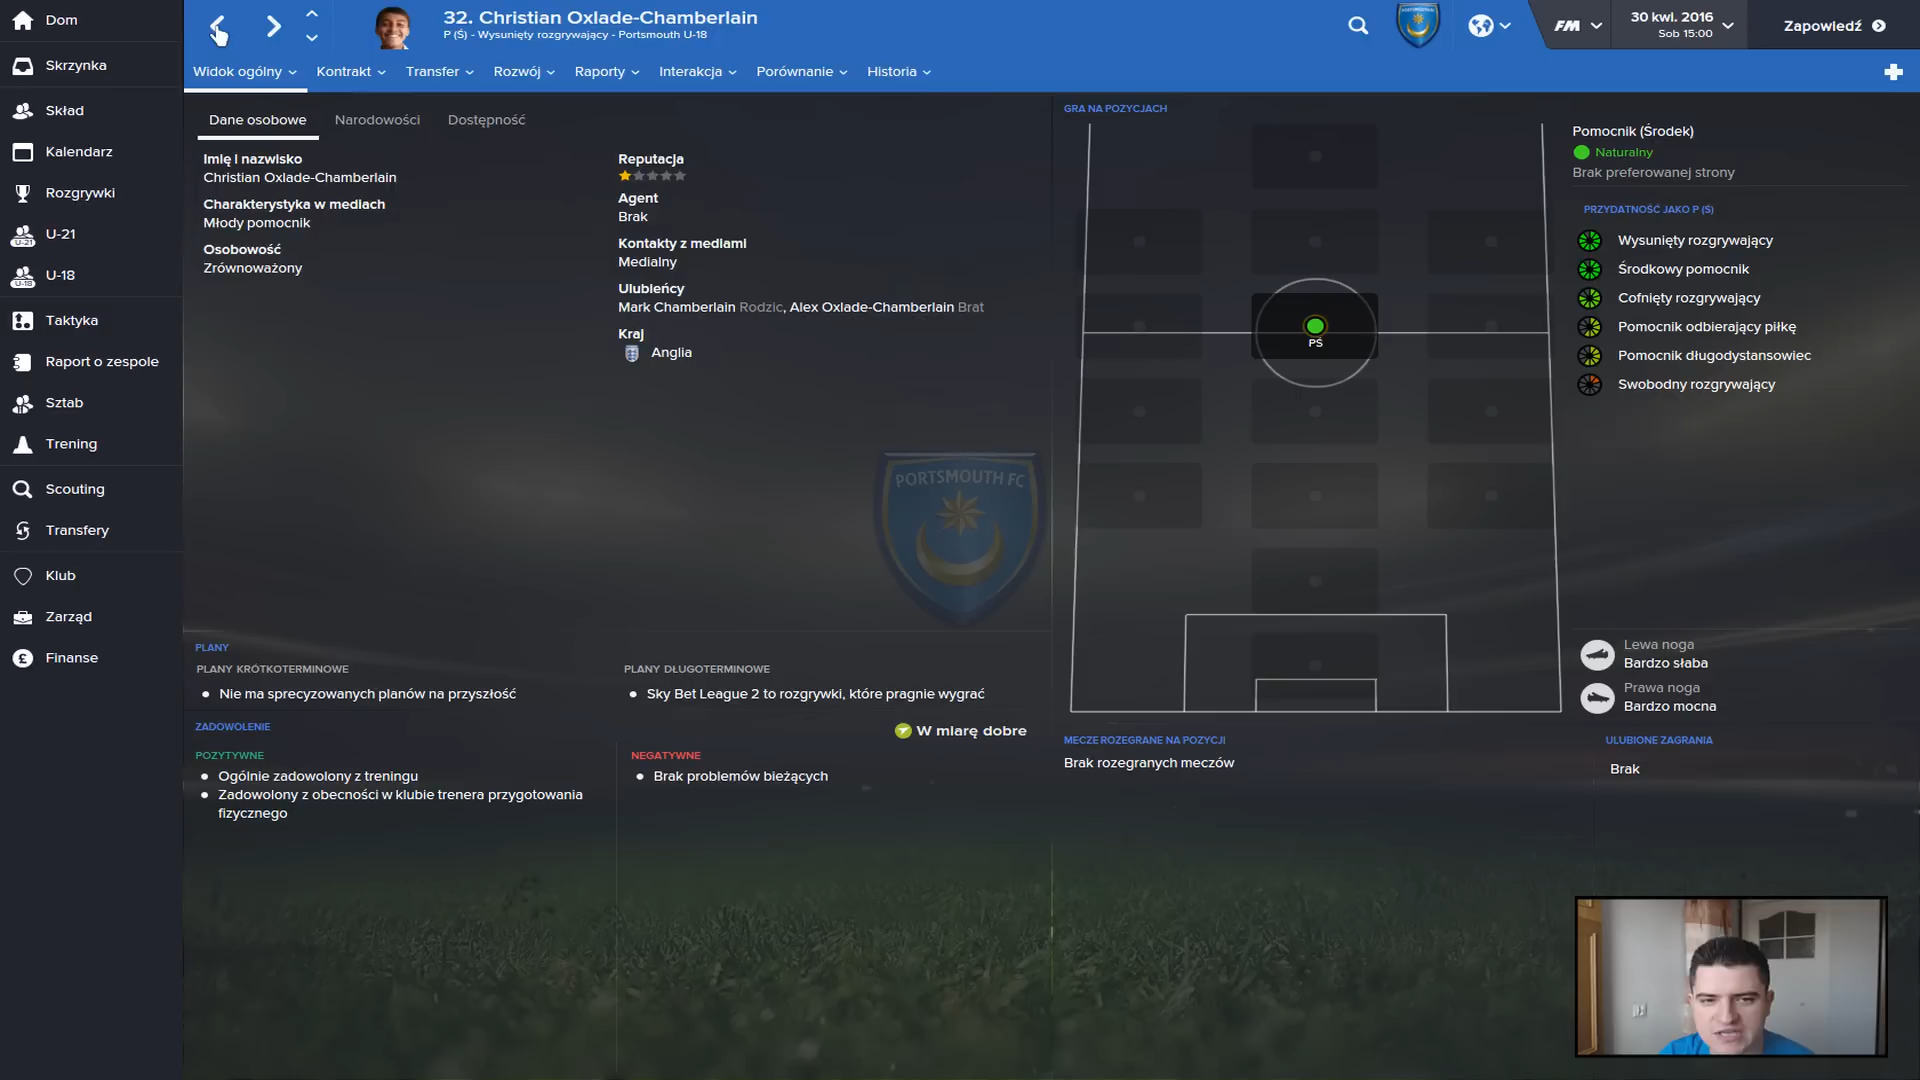 Dom
Skrzynka
Skład
Kalendarz
Rozgrywki
U-21
U-21
U-18
U-18
Taktyka
Raport o zespole
Sztab
Trening
Scouting
Transfery
Klub
Zarząd
Finanse
32. Christian Oxlade-Chamberlain
P (Ś) - Wysunięty rozgrywający - Portsmouth U-18
FM
30 kwi. 2016
Sob 15:00
Zapowiedź
Widok ogólny
Kontrakt
Transfer
Rozwój
Raporty
Interakcja
Porównanie
Historia
Dane osobowe
Narodowości
Dostępność
Imię i nazwisko
Christian Oxlade-Chamberlain
Charakterystyka w mediach
Młody pomocnik
Osobowość
Zrównoważony
Reputacja
Agent
Brak
Kontakty z mediami
Medialny
Ulubieńcy
Mark Chamberlain Rodzic, Alex Oxlade-Chamberlain Brat
Kraj
Anglia
PORTSMOUTH FC
PLANY
PLANY KRÓTKOTERMINOWE
Nie ma sprecyzowanych planów na przyszłość
PLANY DŁUGOTERMINOWE
Sky Bet League 2 to rozgrywki, które pragnie wygrać
ZADOWOLENIE
W miarę dobre
POZYTYWNE
Ogólnie zadowolony z treningu
Zadowolony z obecności w klubie trenera przygotowania
fizycznego
NEGATYWNE
Brak problemów bieżących
GRA NA POZYCJACH
PŚ
Pomocnik (Środek)
Naturalny
Brak preferowanej strony
PRZYDATNOŚĆ JAKO P (Ś)
Wysunięty rozgrywający
Środkowy pomocnik
Cofnięty rozgrywający
Pomocnik odbierający piłkę
Pomocnik długodystansowiec
Swobodny rozgrywający
Lewa noga
Bardzo słaba
Prawa noga
Bardzo mocna
MECZE ROZEGRANE NA POZYCJI
Brak rozegranych meczów
ULUBIONE ZAGRANIA
Brak